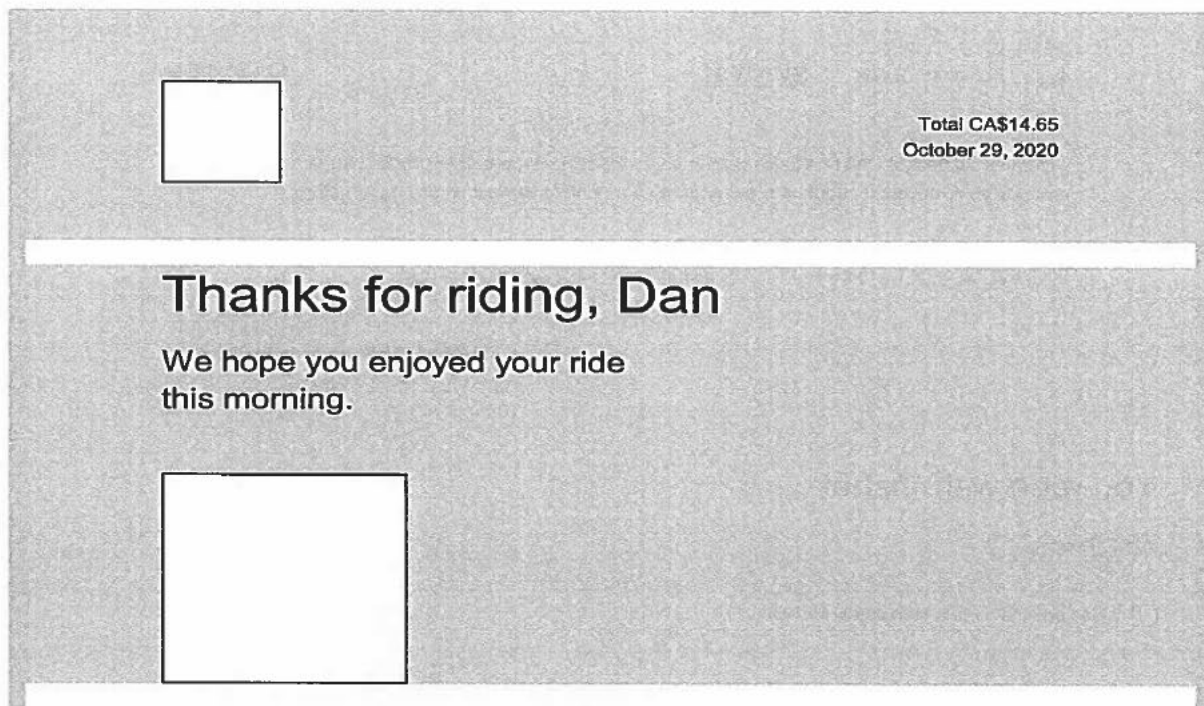 Total CA$14.65
October 29, 2020
Thanks for riding, Dan
We hope you enjoyed your ride
this morning.